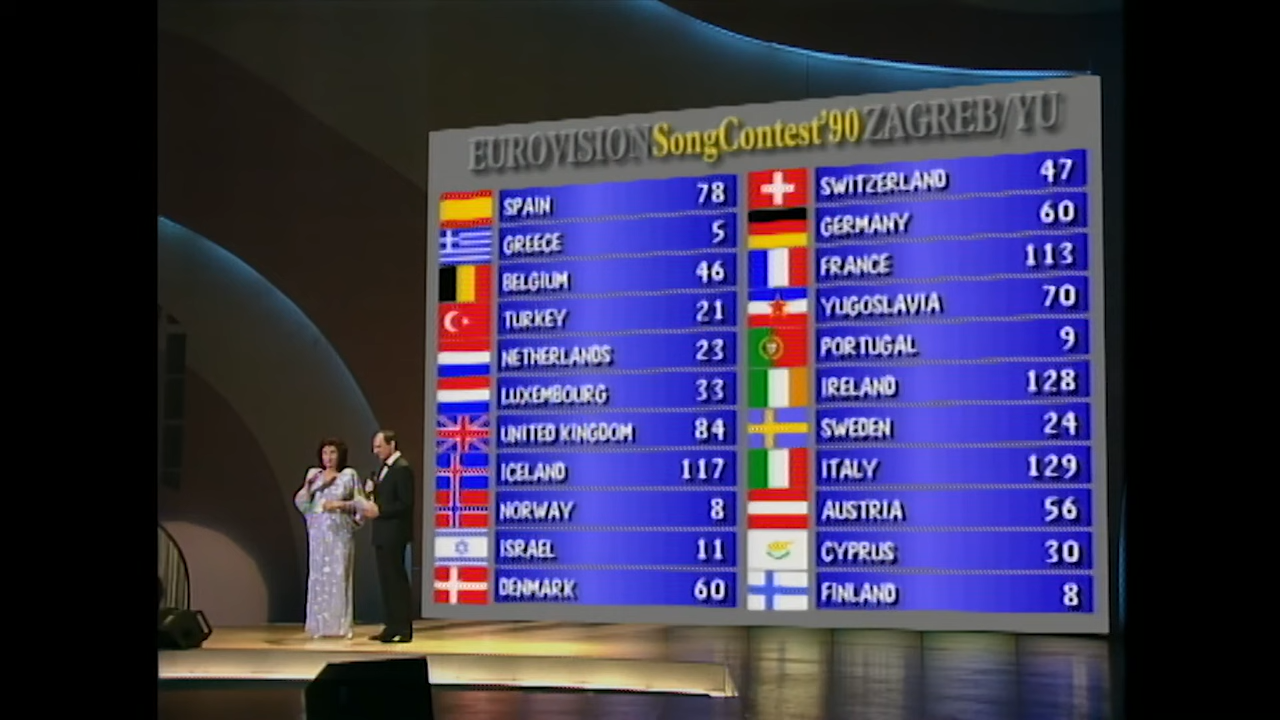 EUROVISION SongContest'90 ZAGREB/YU
SPAIN 78
GREECE 5
BELGIUM 46
TURKEY 21
NETHERLANDS 23
LUXEMBOURG 33
UNITED KINGDOM 84
ICELAND 117
NORWAY 8
ISRAEL 11
DENMARK 60
SWITZERLAND 47
GERMANY 60
FRANCE 113
YUGOSLAVIA 70
PORTUGAL 9
IRELAND 128
SWEDEN 24
ITALY 129
AUSTRIA 56
CYPRUS 30
FINLAND 8